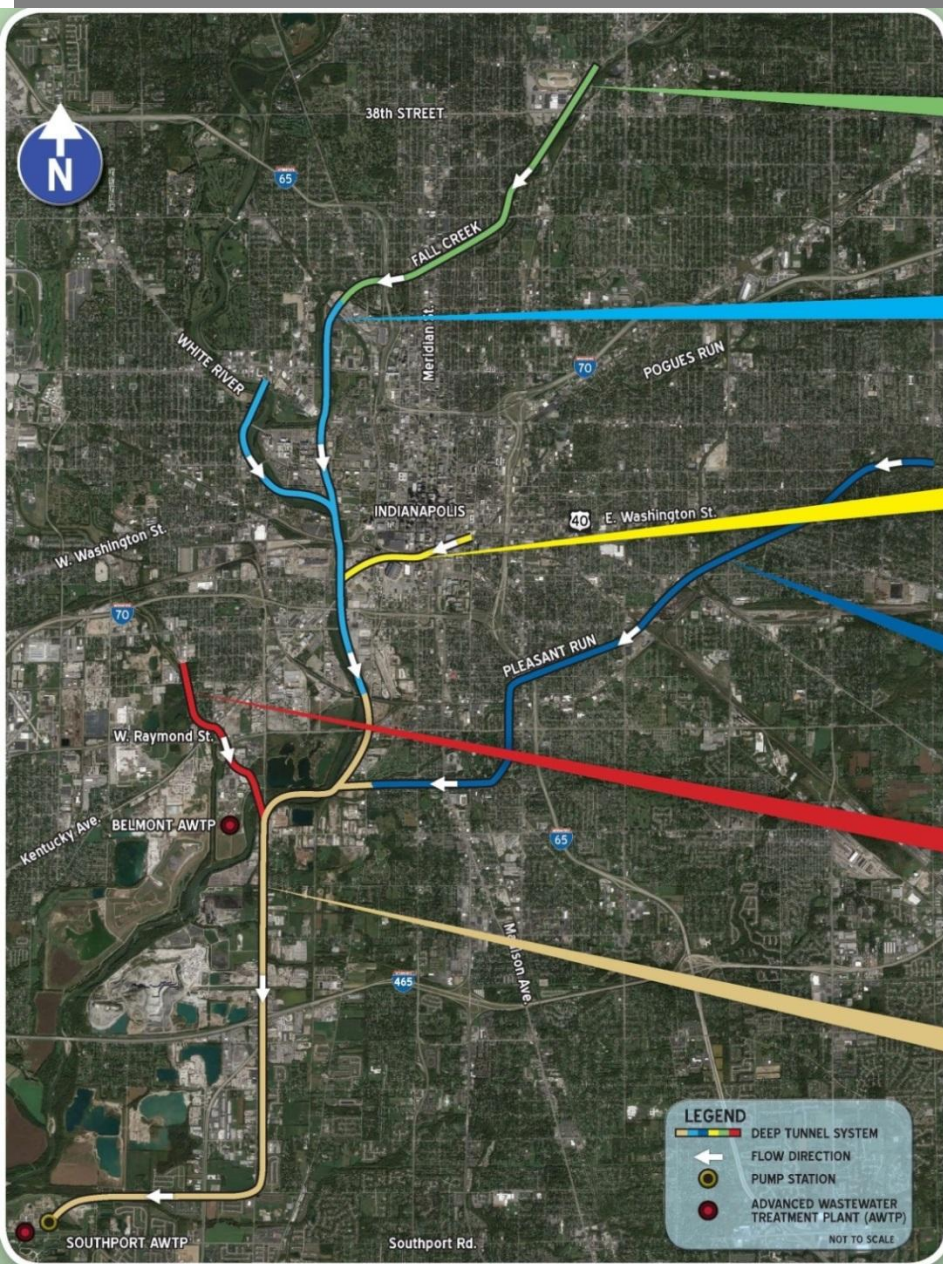 38th STREET
N
65
FALL CREEK
Meridian St.
WHITE RIVER
70
POGUES RUN
INDIANAPOLIS
40
E. Washington St.
W. Washington St.
70
PLEASANT RUN
W. Raymond St.
BELMONT AWTP
Kentucky Ave.
65
Madison Ave.
465
LEGEND
DEEP TUNNEL SYSTEM
FLOW DIRECTION
PUMP STATION
ADVANCED WASTEWATER
TREATMENT PLANT (AWTP)
NOT TO SCALE
SOUTHPORT AWTP
Southport Rd.